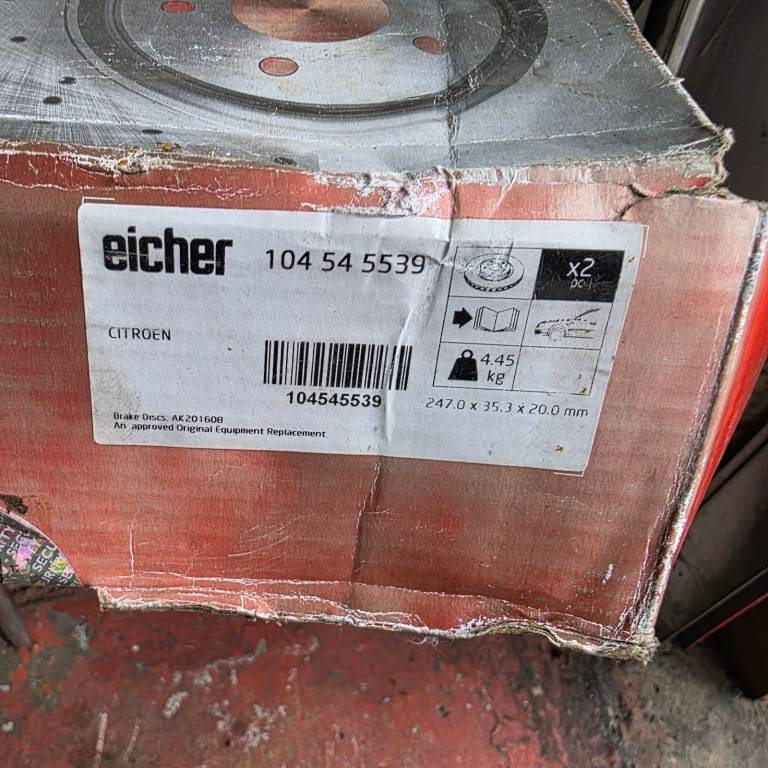 eicher 104 54 5539
x2
CITROEN
4.45
kg
104545539
247.0 x 35.3 x 20.0 mm
Brake Discs. AK201608
An approved Original Equipment Replacement